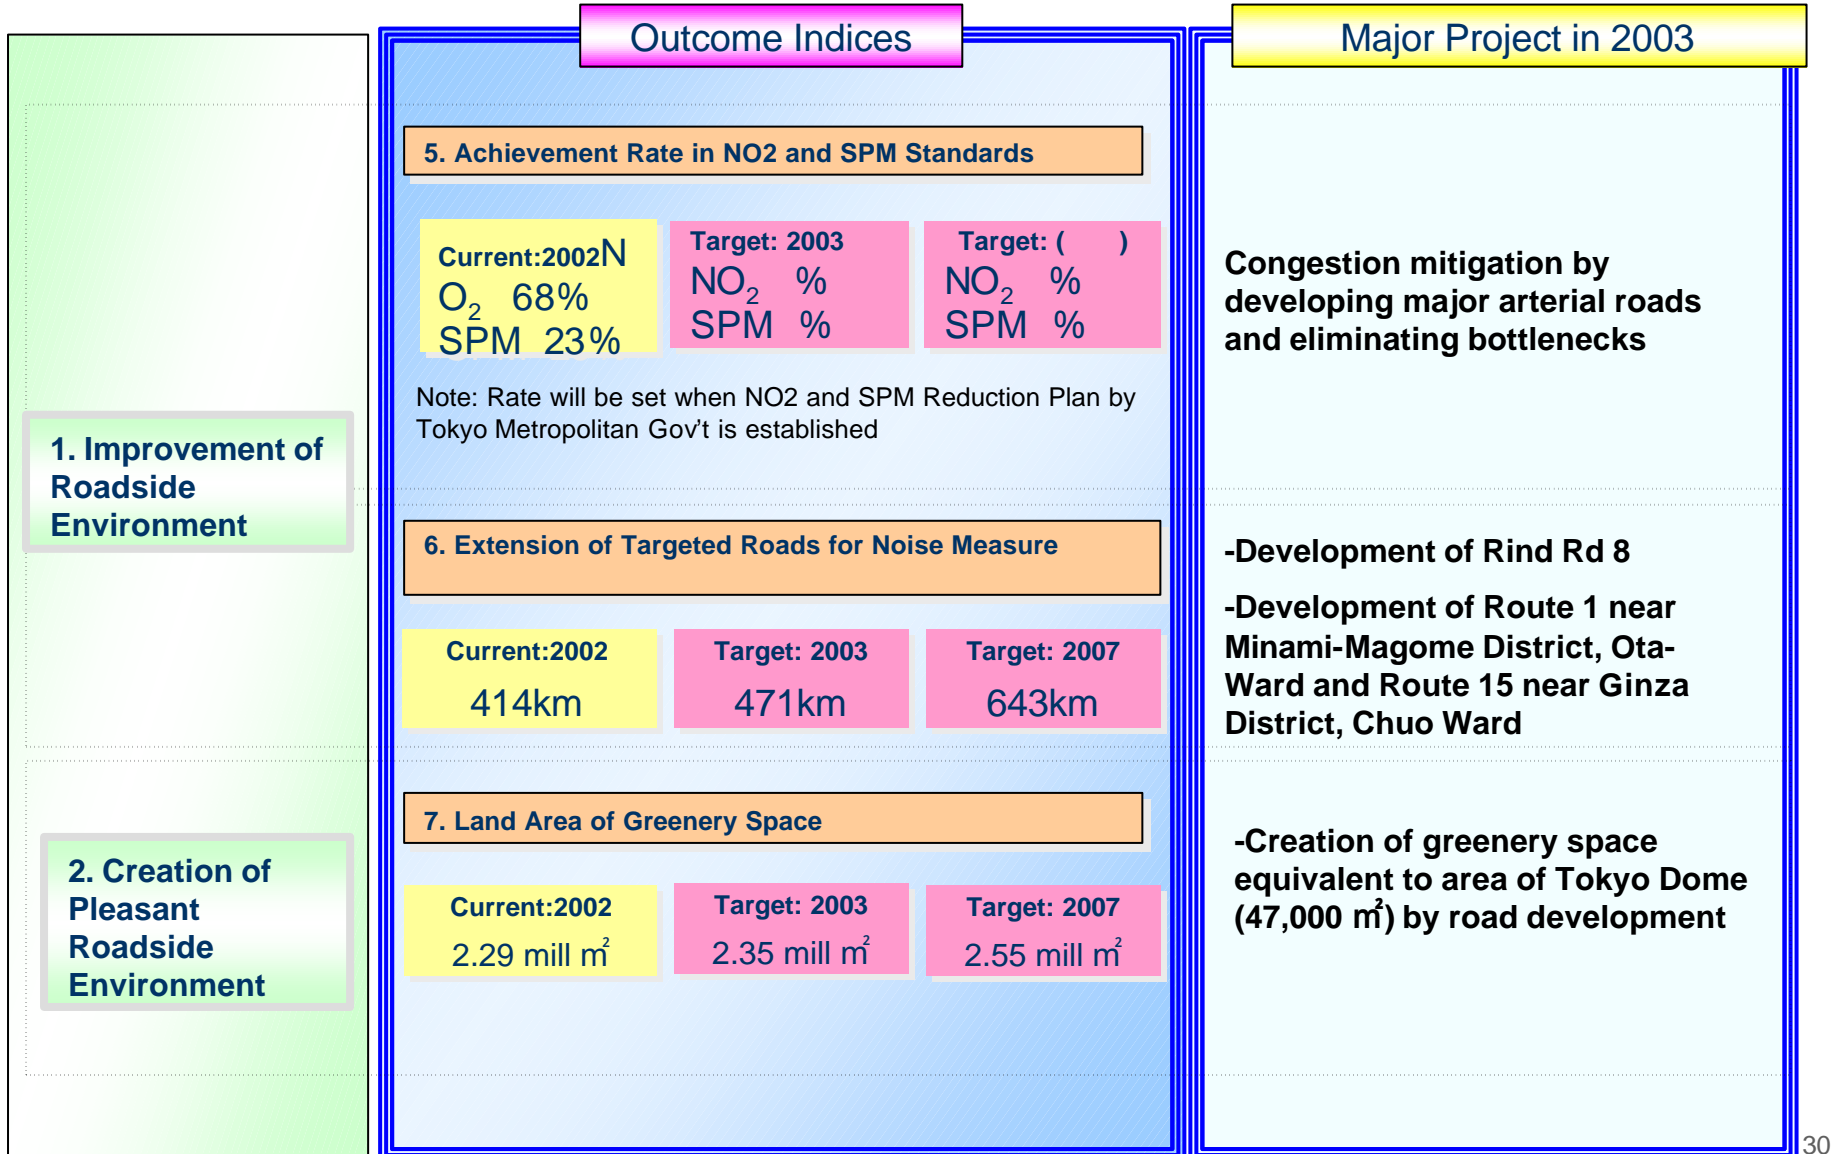 Outcome Indices
Major Project in 2003
1. Improvement of
Roadside
Environment
5. Achievement Rate in NO2 and SPM Standards
Current:2002N
O₂ 68%
SPM 23%
Target: 2003
NO₂ %
SPM %
Target: ( )
NO₂ %
SPM %
Note: Rate will be set when NO2 and SPM Reduction Plan by
Tokyo Metropolitan Gov't is established
Congestion mitigation by
developing major arterial roads
and eliminating bottlenecks
6. Extension of Targeted Roads for Noise Measure
Current:2002
414km
Target: 2003
471km
Target: 2007
643km
-Development of Rind Rd 8
-Development of Route 1 near
Minami-Magome District, Ota-
Ward and Route 15 near Ginza
District, Chuo Ward
2. Creation of
Pleasant
Roadside
Environment
7. Land Area of Greenery Space
Current:2002
2.29 mill ㎡
Target: 2003
2.35 mill ㎡
Target: 2007
2.55 mill ㎡
-Creation of greenery space
equivalent to area of Tokyo Dome
(47,000 ㎡) by road development
30